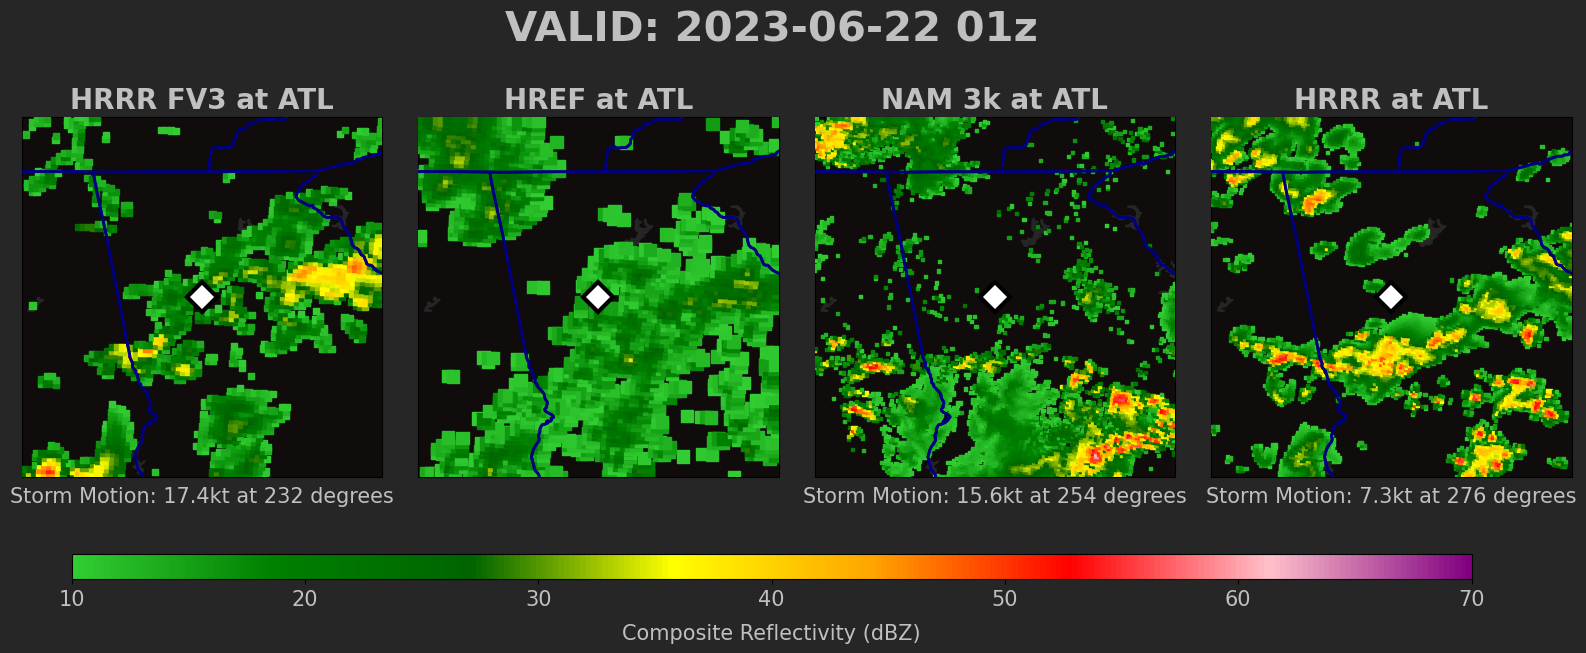 VALID: 2023-06-22 01z
HRRR FV3 at ATL
HREF at ATL
NAM 3k at ATL
HRRR at ATL
Storm Motion: 17.4kt at 232 degrees
Storm Motion: 15.6kt at 254 degrees
Storm Motion: 7.3kt at 276 degrees
10 20 30 40 50 60 70
Composite Reflectivity (dBZ)